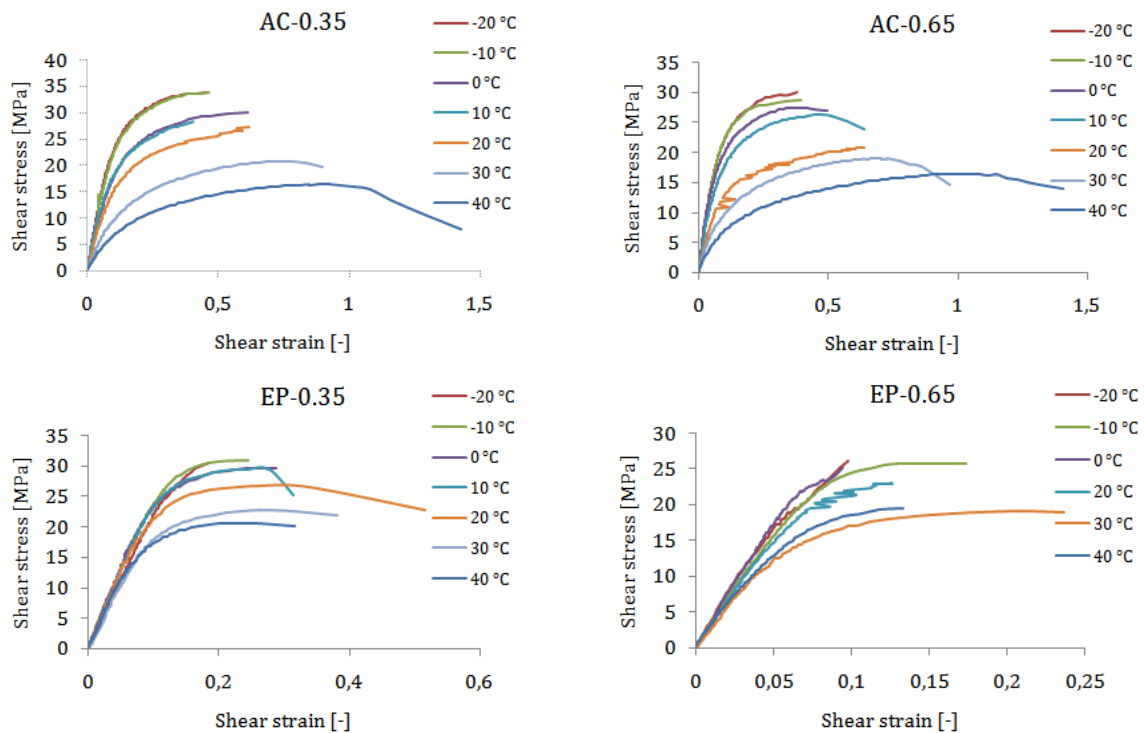 AC-0.35
Shear stress [MPa]
40
35
30
25
20
15
10
5
0
0
0,5
1
1,5
Shear strain [-]
-20 °C
-10 °C
0 °C
10 °C
20 °C
30 °C
40 °C
AC-0.65
Shear stress [MPa]
35
30
25
20
15
10
5
0
0
0,5
1
1,5
Shear strain [-]
-20 °C
-10 °C
0 °C
10 °C
20 °C
30 °C
40 °C
EP-0.35
Shear stress [MPa]
35
30
25
20
15
10
5
0
0
0,2
0,4
0,6
Shear strain [-]
-20 °C
-10 °C
0 °C
10 °C
20 °C
30 °C
40 °C
EP-0.65
Shear stress [MPa]
30
25
20
15
10
5
0
0
0,05
0,1
0,15
0,2
0,25
Shear strain [-]
-20 °C
-10 °C
0 °C
20 °C
30 °C
40 °C